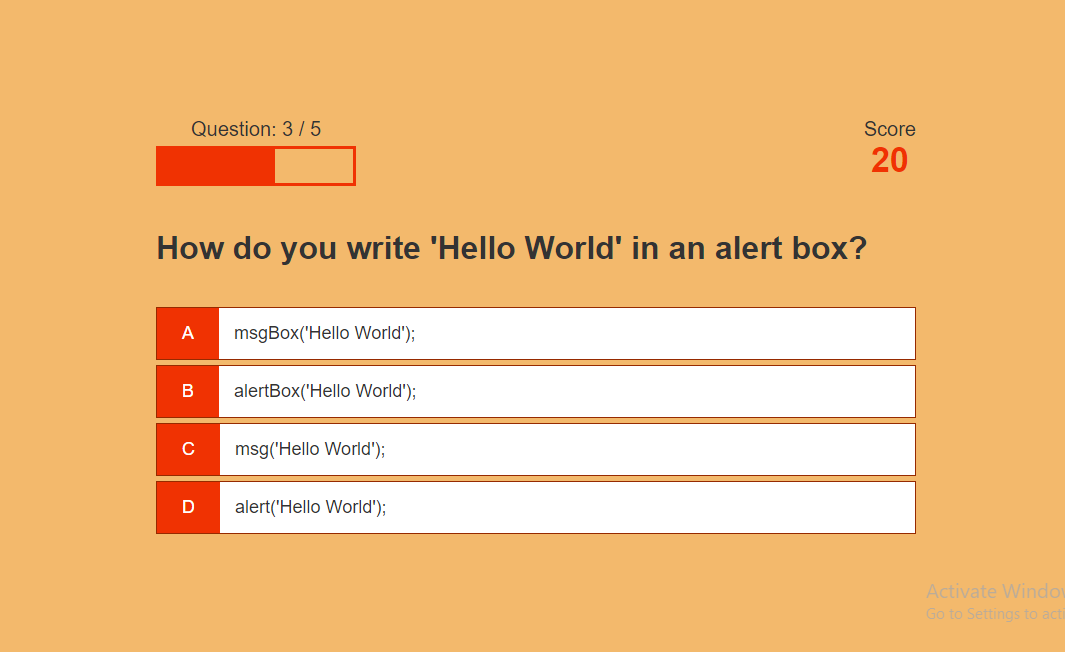 Question: 3 / 5
Score
20
How do you write 'Hello World' in an alert box?
A
msgBox('Hello World');
B
alertBox('Hello World');
C
msg('Hello World');
D
alert('Hello World');
Activate Window
Go to Settings to acti